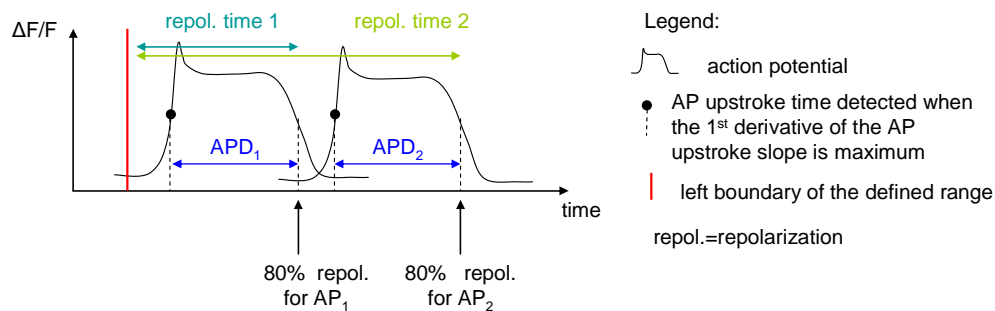 repol. time 1 repol. time 2
ΔF/F
APD1 APD2
time
80% repol.
for AP1
80% repol.
for AP2
Legend:
action potential
AP upstroke time detected when
the 1st derivative of the AP
upstroke slope is maximum
left boundary of the defined range
repol.=repolarization